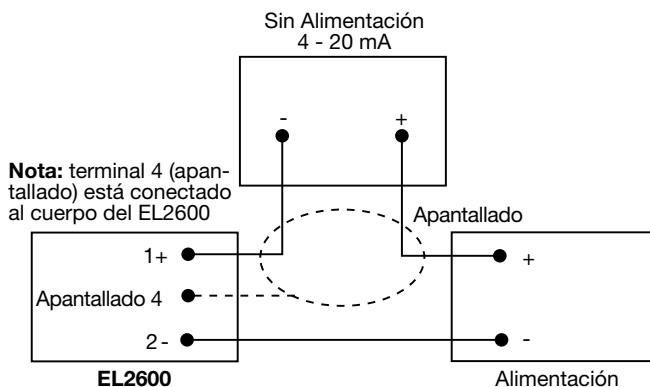 Sin Alimentación
4 - 20 mA
- +
Nota: terminal 4 (apan-
tallado) está conectado
al cuerpo del EL2600
Apantallado
1+
+
Apantallado 4
2 -
-
EL2600
Alimentación